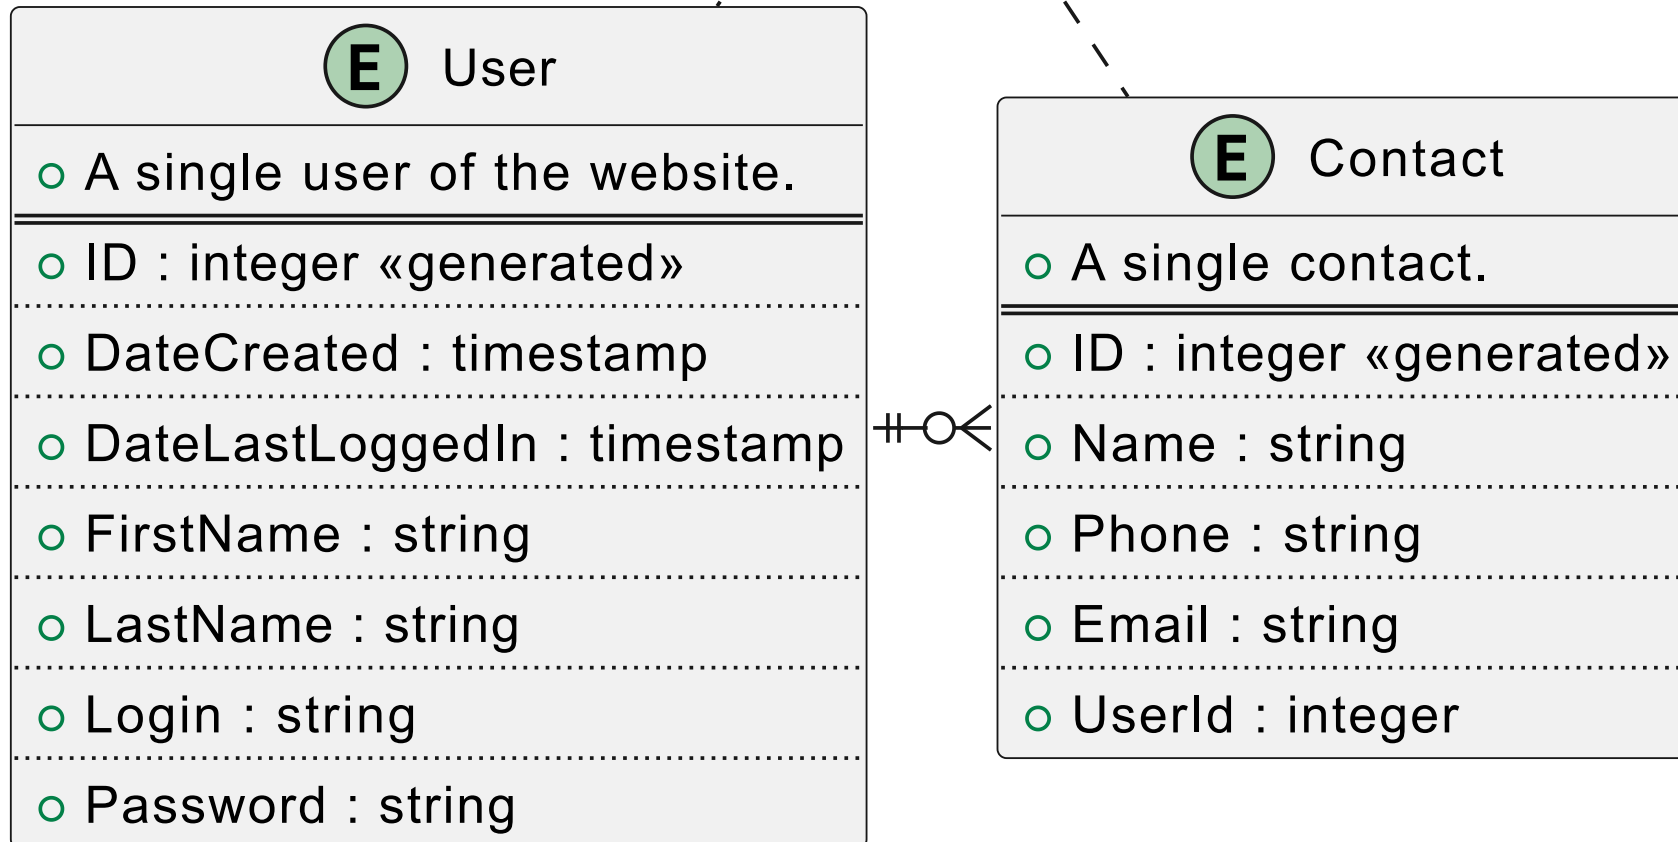 E User
A single user of the website.
ID : integer «generated»
DateCreated : timestamp
DateLastLoggedIn : timestamp
FirstName : string
LastName : string
Login : string
Password : string
E Contact
A single contact.
ID : integer «generated»
Name : string
Phone : string
Email : string
UserId : integer